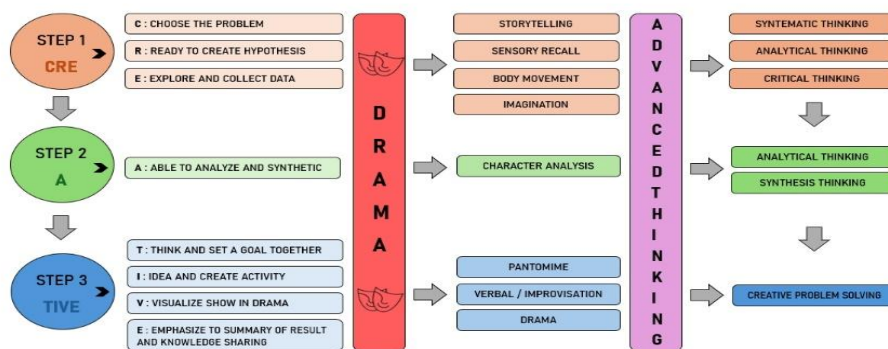 STEP 1
CRE
C : CHOOSE THE PROBLEM
R : READY TO CREATE HYPOTHESIS
E : EXPLORE AND COLLECT DATA
STEP 2
A
A : ABLE TO ANALYZE AND SYNTHETIC
STEP 3
TIVE
T : THINK AND SET A GOAL TOGETHER
I : IDEA AND CREATE ACTIVITY
V : VISUALIZE SHOW IN DRAMA
E : EMPHASIZE TO SUMMARY OF RESULT
AND KNOWLEDGE SHARING
DRAMA
STORYTELLING
SENSORY RECALL
BODY MOVEMENT
IMAGINATION
CHARACTER ANALYSIS
PANTOMIME
VERBAL / IMPROVISATION
DRAMA
ADVANCEDTHINKING
SYSTEMATIC THINKING
ANALYTICAL THINKING
CRITICAL THINKING
ANALYTICAL THINKING
SYNTHESIS THINKING
CREATIVE PROBLEM SOLVING